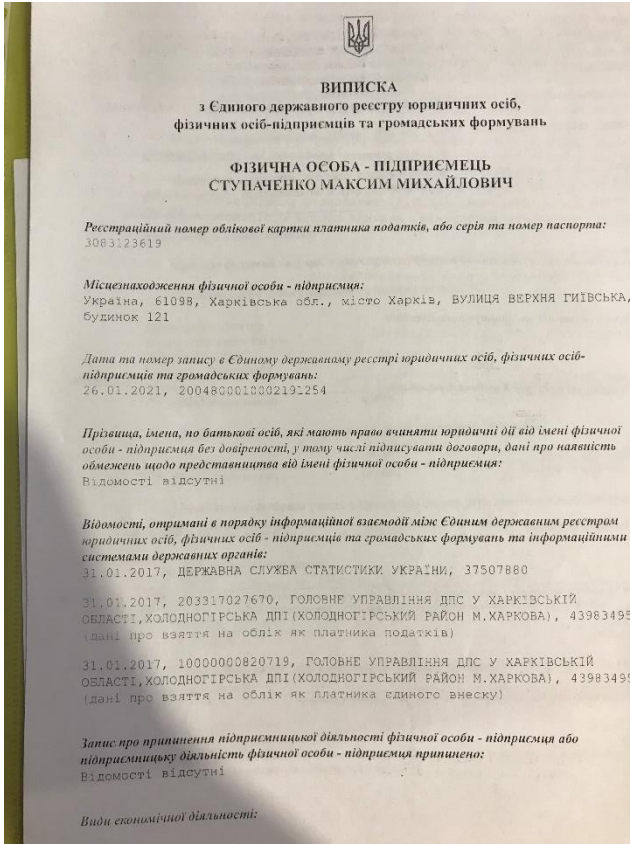 ВИПИСКА
з Єдиного державного реєстру юридичних осіб,
фізичних осіб-підприємців та громадських формувань
ФІЗИЧНА ОСОБА - ПІДПРИЄМЕЦЬ
СТУПАЧЕНКО МАКСИМ МИХАЙЛОВИЧ
Реєстраційний номер облікової картки платника податків, або серія та номер паспорта:
3083123619
Місцезнаходження фізичної особи - підприємця:
Україна, 61098, Харківська обл., місто Харків, ВУЛИЦЯ ВЕРХНЯ ГИЇВСЬКА,
будинок 121
Дата та номер запису в Єдиному державному реєстрі юридичних осіб, фізичних осіб-
підприємців та громадських формувань:
26.01.2021, 2004800010002191254
Прізвища, імена, по батькові осіб, які мають право вчиняти юридичні дії від імені фізичної
особи - підприємця без довіреності, у тому числі підписувати договори, дані про наявність
обмежень щодо представництва від імені фізичної особи - підприємця:
Відомості відсутні
Відомості, отримані в порядку інформаційної взаємодії між Єдиним державним реєстром
юридичних осіб, фізичних осіб - підприємців та громадських формувань та інформаційними
системами державних органів:
31.01.2017, ДЕРЖАВНА СЛУЖБА СТАТИСТИКИ УКРАЇНИ, 37507880
31.01.2017, 203317027670, ГОЛОВНЕ УПРАВЛІННЯ ДПС У ХАРКІВСЬКІЙ
ОБЛАСТІ,ХОЛОДНОГІРСЬКА ДПІ(ХОЛОДНОГІРСЬКИЙ РАЙОН М.ХАРКОВА), 43983495
(дані про взяття на облік як платника податків)
31.01.2017, 10000000820719, ГОЛОВНЕ УПРАВЛІННЯ ДПС У ХАРКІВСЬКІЙ
ОБЛАСТІ,ХОЛОДНОГІРСЬКА ДПІ(ХОЛОДНОГІРСЬКИЙ РАЙОН М.ХАРКОВА), 43983495
(дані про взяття на облік як платника єдиного внеску)
Запис про припинення підприємницької діяльності фізичної особи - підприємця або
підприємницьку діяльність фізичної особи - підприємця припинено:
Відомості відсутні
Види економічної діяльності: